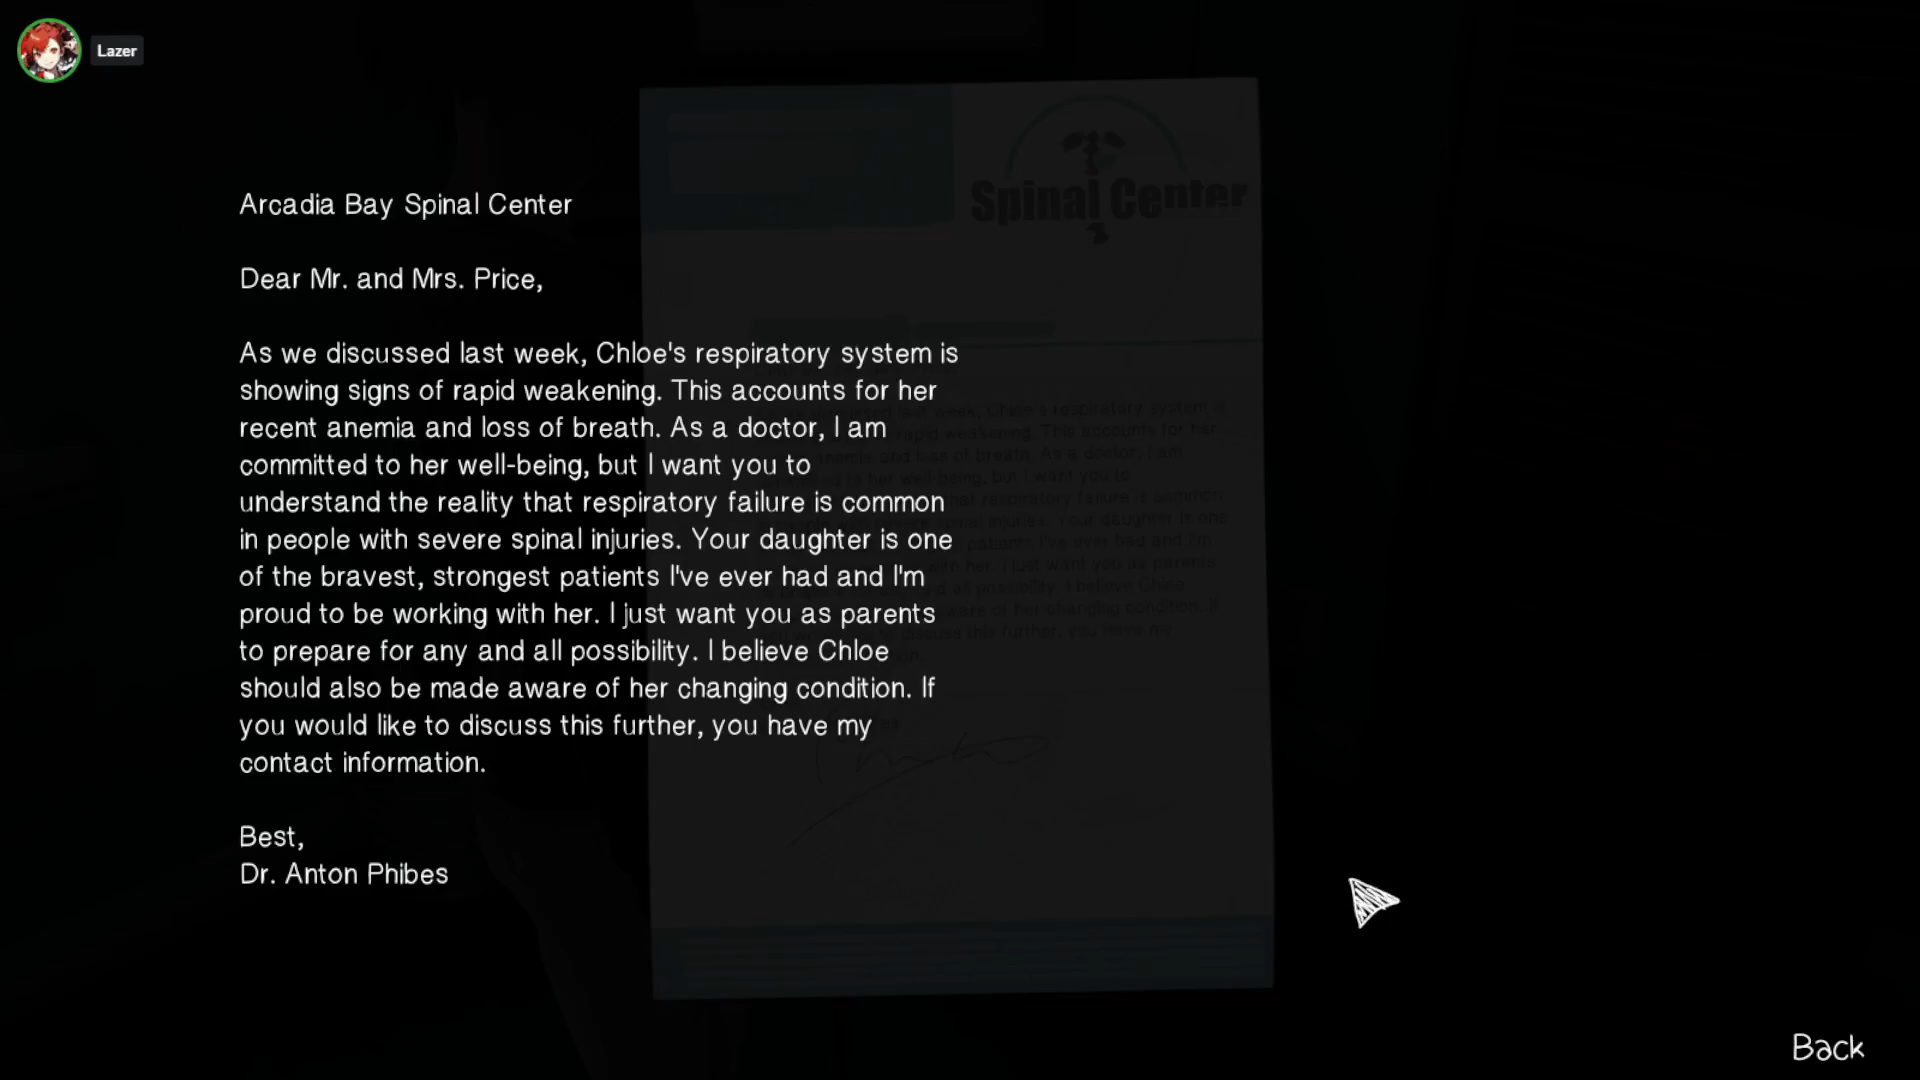 Lazer
Spinal Center
Arcadia Bay Spinal Center
Dear Mr. and Mrs. Price,
As we discussed last week, Chloe's respiratory system is
showing signs of rapid weakening. This accounts for her
recent anemia and loss of breath. As a doctor, I am
committed to her well-being, but I want you to
understand the reality that respiratory failure is common
in people with severe spinal injuries. Your daughter is one
of the bravest, strongest patients I've ever had and I'm
proud to be working with her. I just want you as parents
to prepare for any and all possibility. I believe Chloe
should also be made aware of her changing condition. If
you would like to discuss this further, you have my
contact information.
Best,
Dr. Anton Phibes
Back